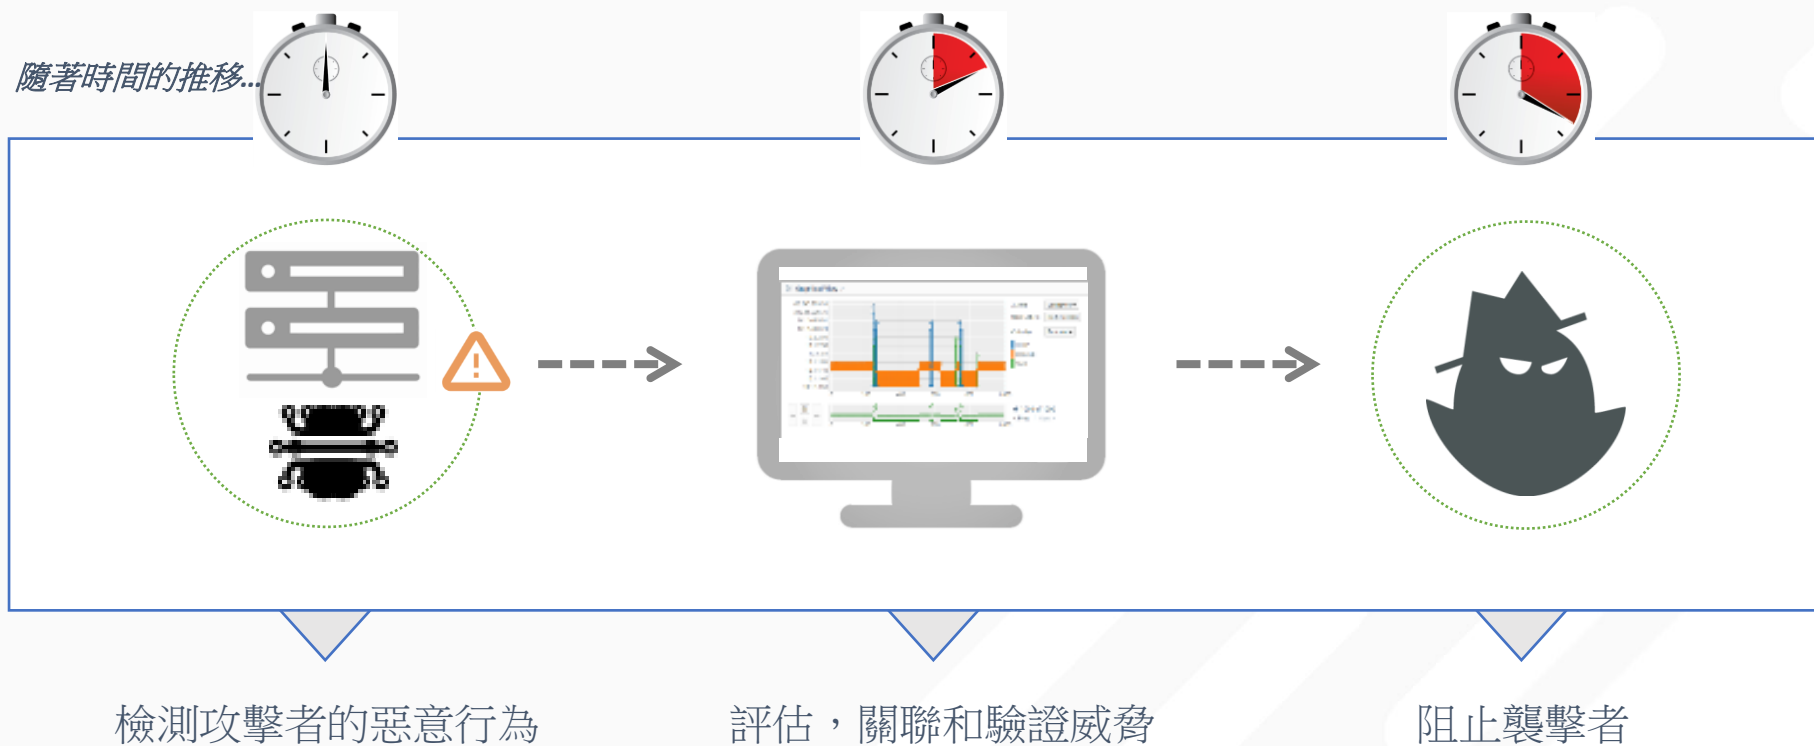 隨著時間的推移...
檢測攻擊者的惡意行為
評估，關聯和驗證威脅
阻止襲擊者